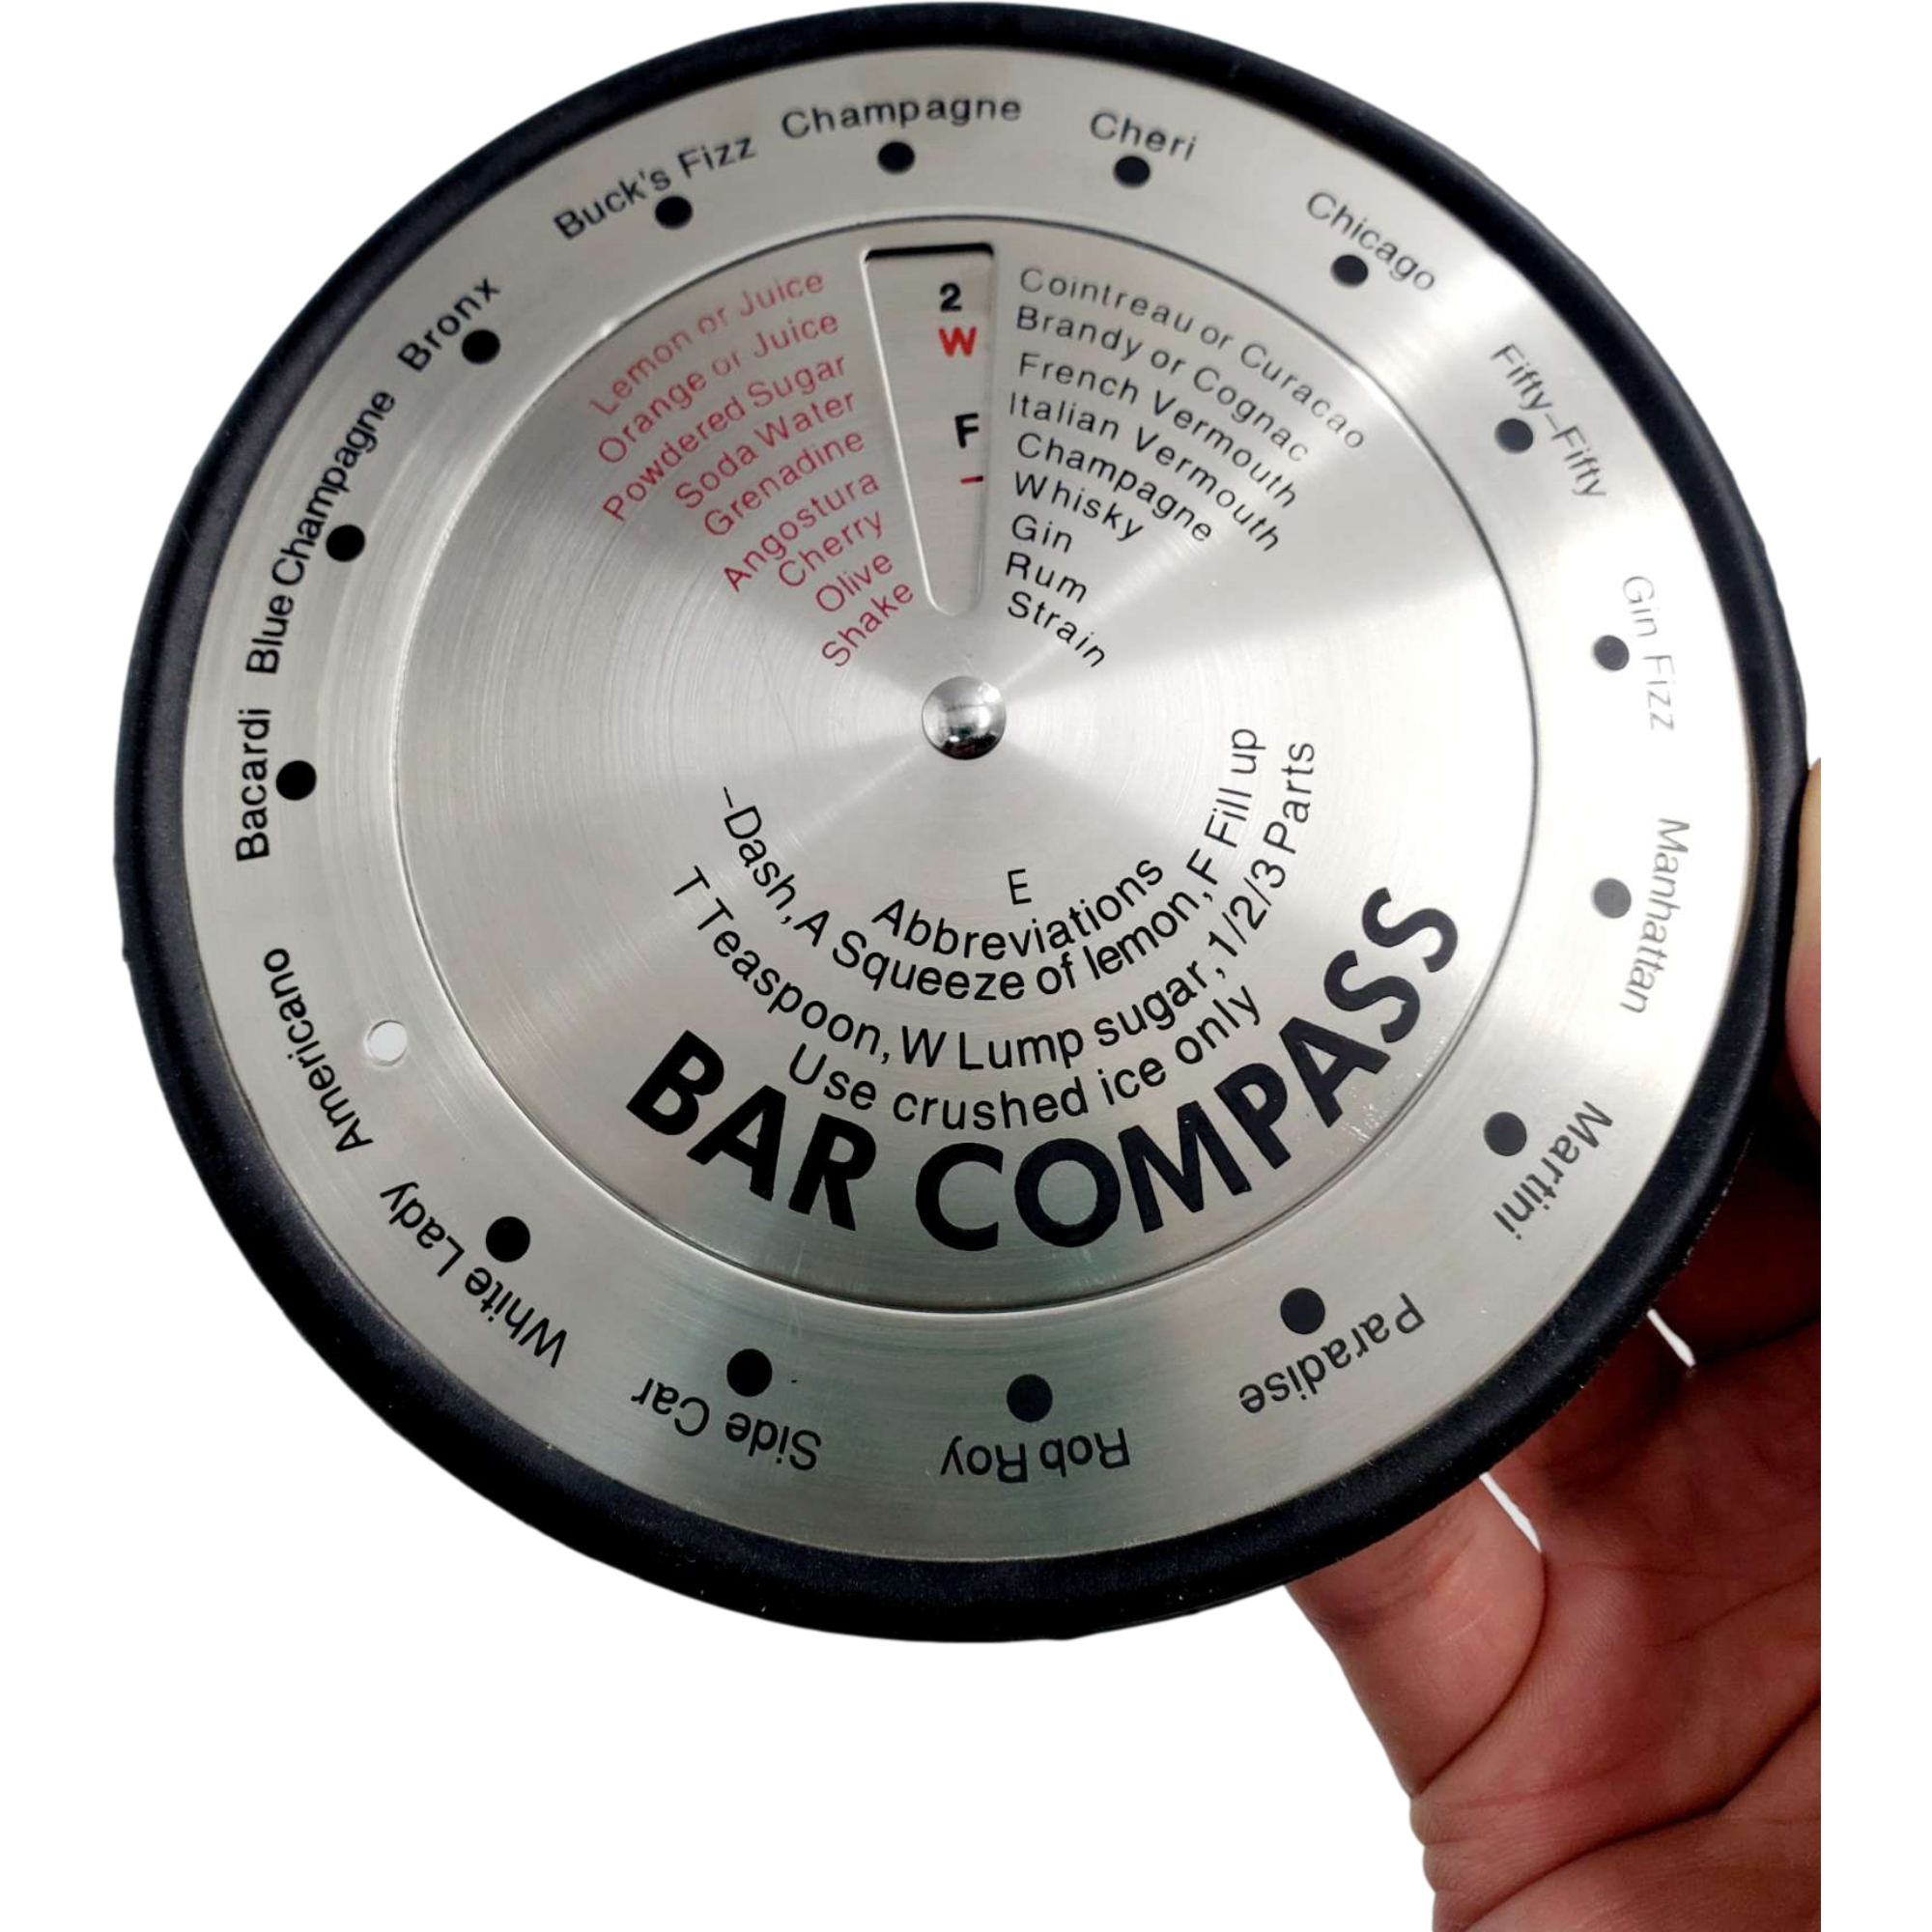 Champagne
Cheri
Chicago
Fifty-Fifty
Gin Fizz
Manhattan
Martini
Paradise
Rob Roy
Side Car
White Lady
Americano
Bacardi
Blue Champagne
Bronx
Buck's Fizz
Lemon or Juice
Orange or Juice
Powdered Sugar
Soda Water
Grenadine
Angostura
Cherry
Olive
Shake
2
W
F
–
Cointreau or Curacao
Brandy or Cognac
French Vermouth
Italian Vermouth
Champagne
Whisky
Gin
Rum
Strain
E
Abbreviations
–Dash, A Squeeze of lemon, F Fill up
T Teaspoon, W Lump sugar, 1/2/3 Parts
Use crushed ice only
BAR COMPASS